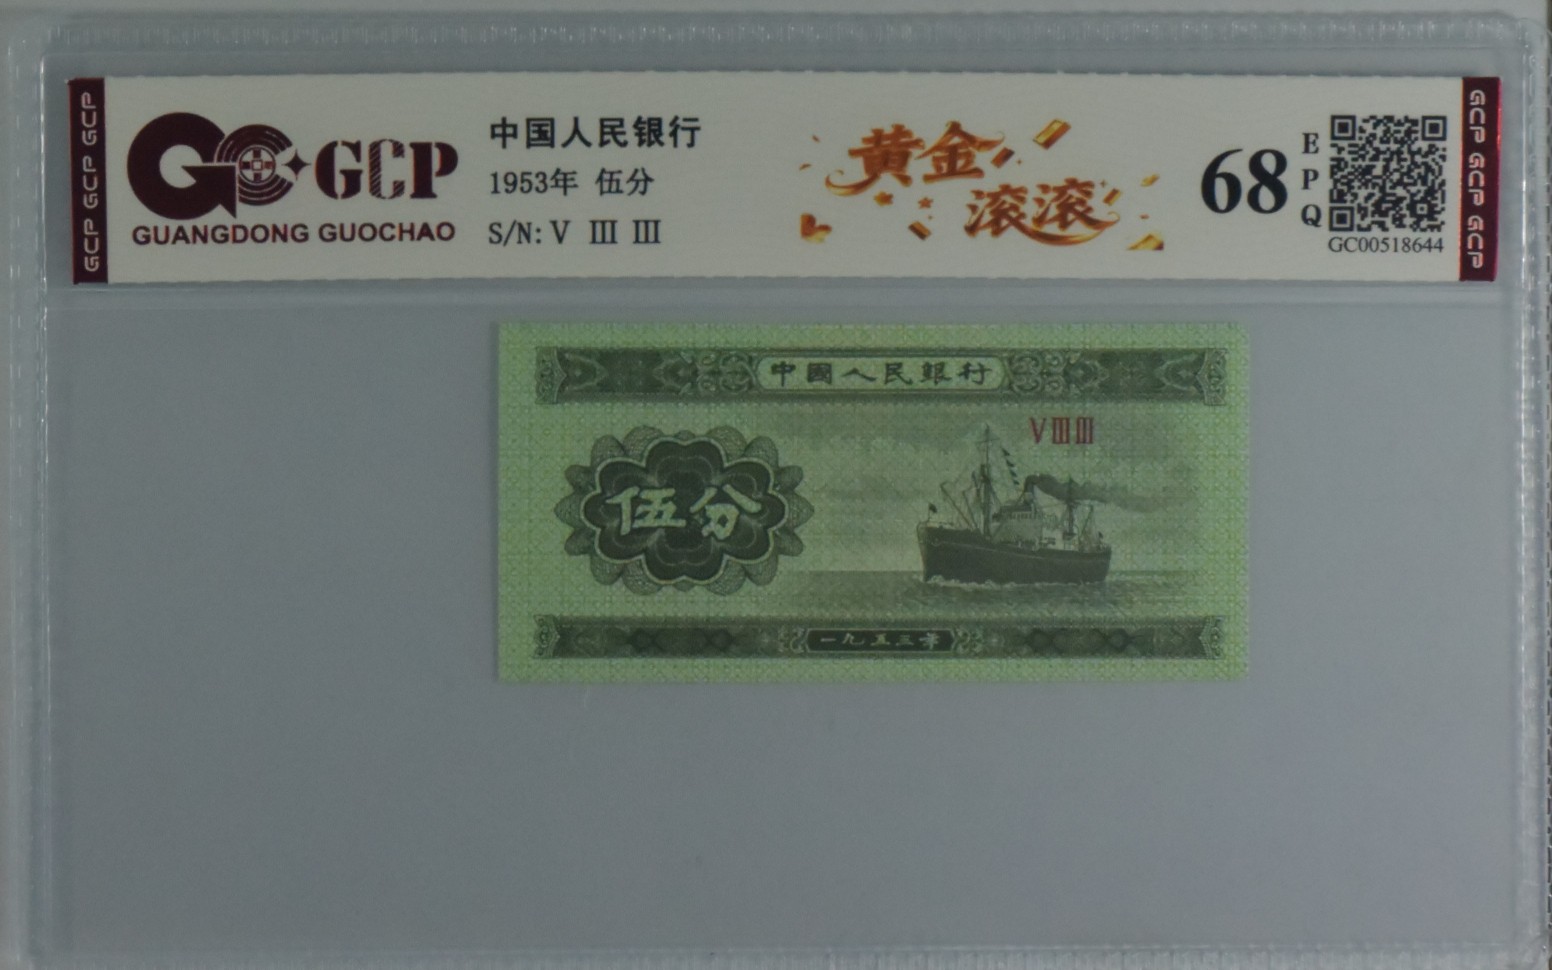 GCP GCP GCP
GCP
GUANGDONG GUOCHAO
中国人民银行
1953年 伍分
S/N: V Ⅲ Ⅲ
黄金
滚滚
68
E
P
Q
GC00518644
GCP GCP GCP
中國人民銀行
VⅢⅢ
伍分
一九五三年